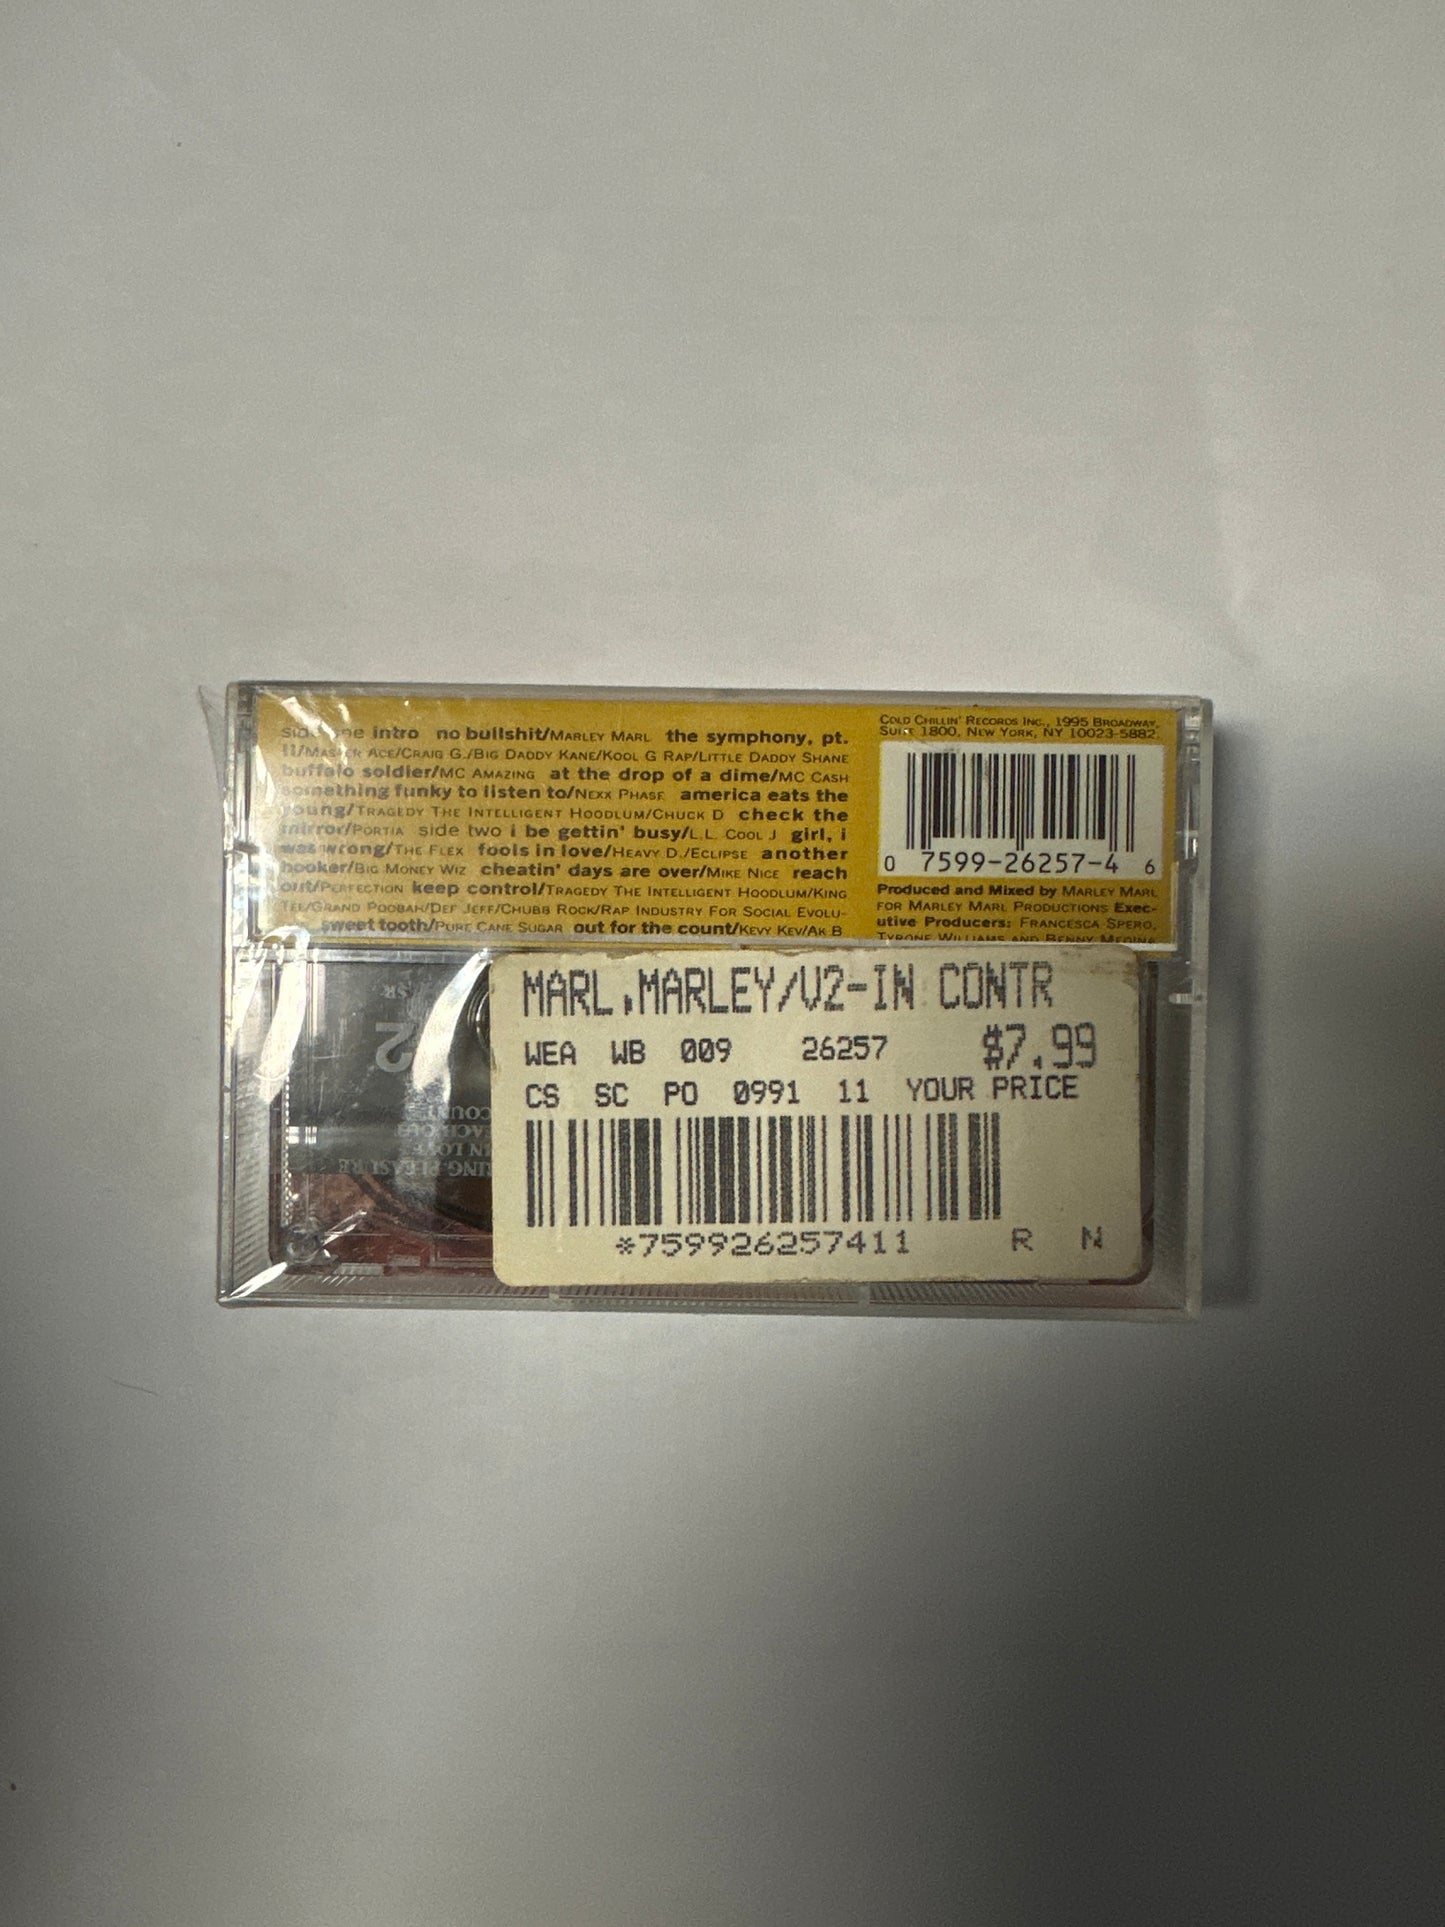 side one intro no bullshit/MARLEY MARL the symphony, pt.
II/MASTER ACE/CRAIG G./BIG DADDY KANE/KOOL G RAP/LITTLE DADDY SHANE
buffalo soldier/MC AMAZING at the drop of a dime/MC CASH
something funky to listen to/NEXX PHASE america eats the
young/TRAGEDY THE INTELLIGENT HOODLUM/CHUCK D check the
mirror/PORTIA side two i be gettin' busy/L.L. COOL J girl, i
was wrong/THE FLEX fools in love/HEAVY D./ECLIPSE another
hooker/BIG MONEY WIZ cheatin' days are over/MIKE NICE reach
out/PERFECTION keep control/TRAGEDY THE INTELLIGENT HOODLUM/KING
TEE/GRAND POOBAH/DEF JEFF/CHUBB ROCK/RAP INDUSTRY FOR SOCIAL EVOLU-
sweet tooth/PURE CANE SUGAR out for the count/KEVY KEV/AK B
COLD CHILLIN' RECORDS INC., 1995 BROADWAY,
SUITE 1800, NEW YORK, NY 10023-5882.
0 7599-26257-4 6
Produced and Mixed by MARLEY MARL
FOR MARLEY MARL PRODUCTIONS Exec-
utive Producers: FRANCESCA SPERO,
TYRONE WILLIAMS AND BENNY MEDINA
MARL,MARLEY/V2-IN CONTR
WEA WB 009 26257 $7.99
CS SC PO 0991 11 YOUR PRICE
*759926257411 R N
SR
2